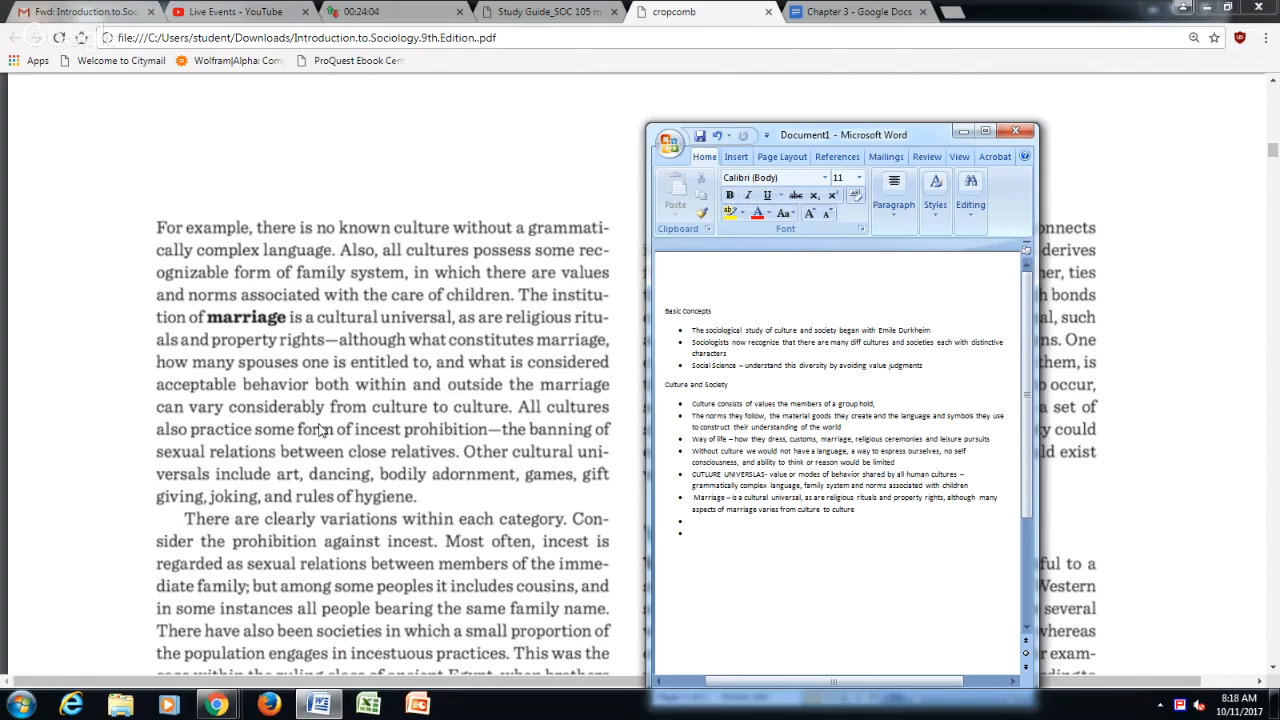 Fwd: Introduction.to.Soc
Live Events - YouTube
00:24:04
Study Guide_SOC 105 m
cropcomb
Chapter 3 - Google Docs
file:///C:/Users/student/Downloads/Introduction.to.Sociology.9th.Edition..pdf
Apps
Welcome to Citymail
Wolfram|Alpha: Com
ProQuest Ebook Cent
For example, there is no known culture without a grammati-
cally complex language. Also, all cultures possess some rec-
ognizable form of family system, in which there are values
and norms associated with the care of children. The institu-
tion of marriage is a cultural universal, as are religious ritu-
als and property rights—although what constitutes marriage,
how many spouses one is entitled to, and what is considered
acceptable behavior both within and outside the marriage
can vary considerably from culture to culture. All cultures
also practice some form of incest prohibition—the banning of
sexual relations between close relatives. Other cultural uni-
versals include art, dancing, bodily adornment, games, gift
giving, joking, and rules of hygiene.
There are clearly variations within each category. Con-
sider the prohibition against incest. Most often, incest is
regarded as sexual relations between members of the imme-
diate family; but among some peoples it includes cousins, and
in some instances all people bearing the same family name.
There have also been societies in which a small proportion of
the population engages in incestuous practices. This was the
case within the ruling class of ancient Egypt, when brothers
Document1 - Microsoft Word
Home
Insert
Page Layout
References
Mailings
Review
View
Acrobat
Calibri (Body)
11
Paste
Paragraph
Styles
Editing
Clipboard
Font
Basic Concepts
• The sociological study of culture and society began with Emile Durkheim
• Sociologists now recognize that there are many diff cultures and societies each with distinctive
characters
• Social Science – understand this diversity by avoiding value judgments
Culture and Society
• Culture consists of values the members of a group hold,
• The norms they follow, the material goods they create and the language and symbols they use
to construct their understanding of the world
• Way of life – how they dress, customs, marriage, religious ceremonies and leisure pursuits
• Without culture we would not have a language, a way to express ourselves, no self
consciousness, and ability to think or reason would be limited
• CUTLURE UNIVERSLAS- value or modes of behavior shared by all human cultures –
grammatically complex language, family system and norms associated with children
• Marriage – is a cultural universal, as are religious rituals and property rights, although many
aspects of marriage varies from culture to culture
•
•
onnects
derives
her, ties
h bonds
al, such
ns. One
them, is
o occur,
a set of
ey could
ld exist
ful to a
Western
several
whereas
r exam-
8:18 AM
10/11/2017